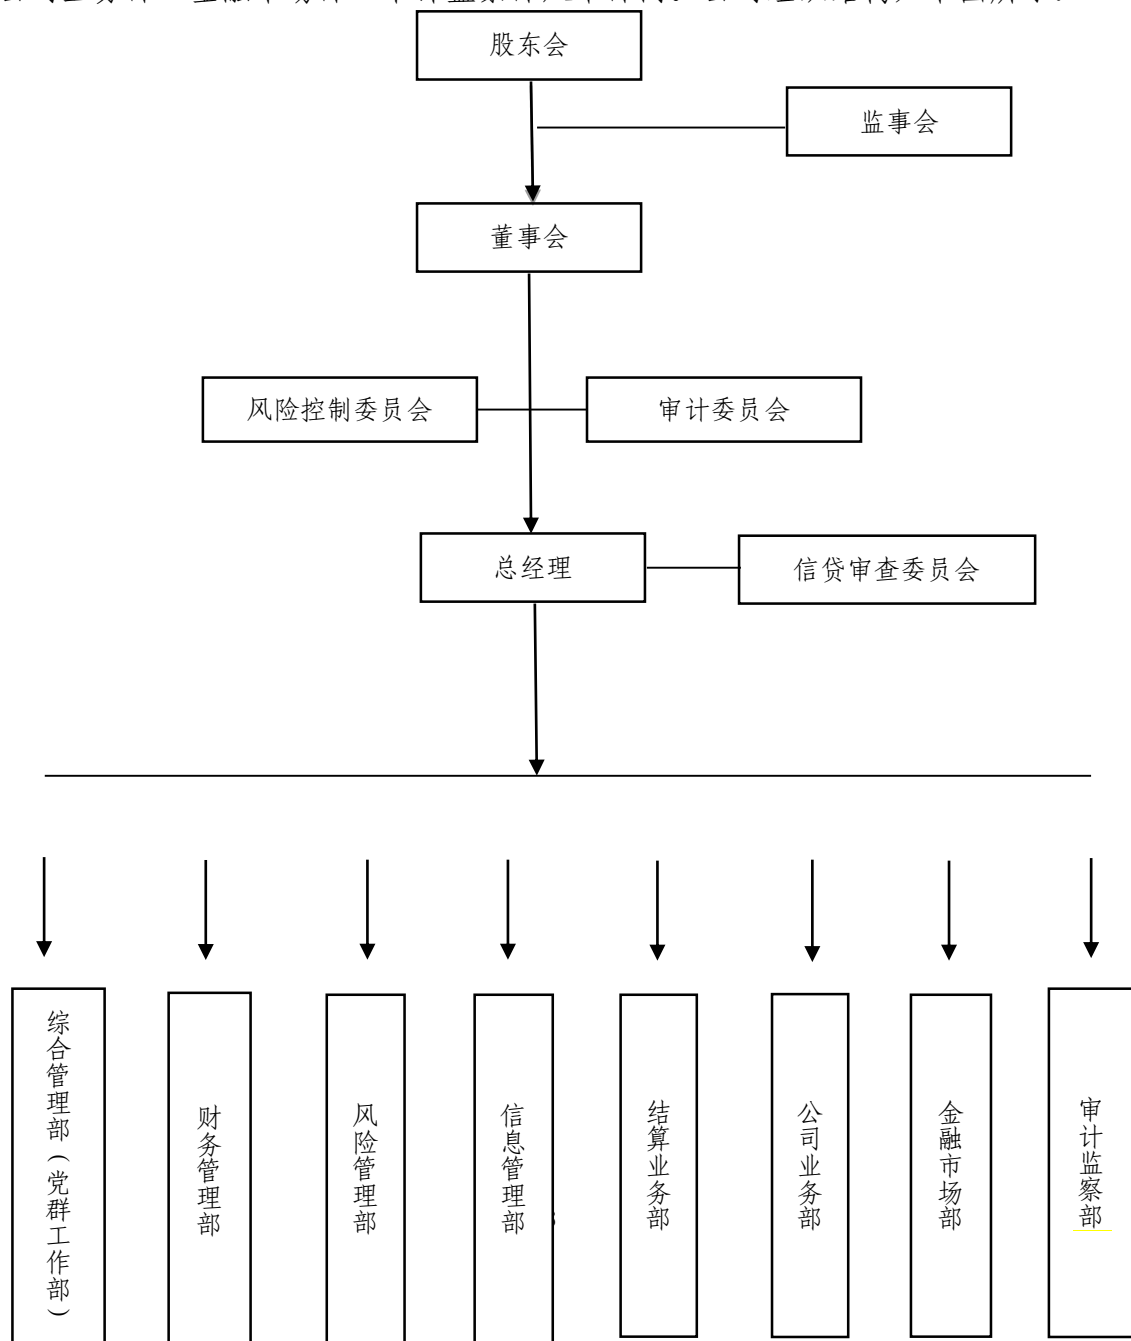 股东会
监事会
董事会
风险控制委员会
审计委员会
总经理
信贷审查委员会
综合管理部（党群工作部）
财务管理部
风险管理部
信息管理部
结算业务部
公司业务部
金融市场部
审计监察部